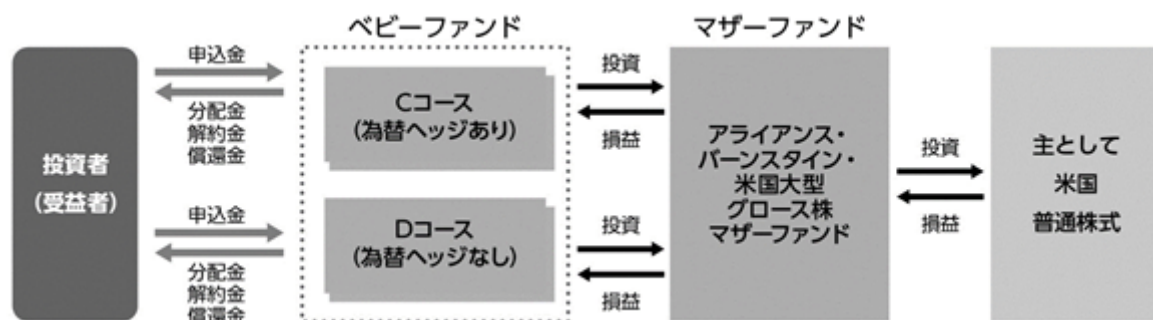 ベビーファンド
マザーファンド
投資者
(受益者)
申込金
分配金
解約金
償還金
申込金
分配金
解約金
償還金
Cコース
(為替ヘッジあり)
Dコース
(為替ヘッジなし)
投資
損益
投資
損益
アライアンス・
バーンスタイン・
米国大型
グロース株
マザーファンド
投資
損益
主として
米国
普通株式